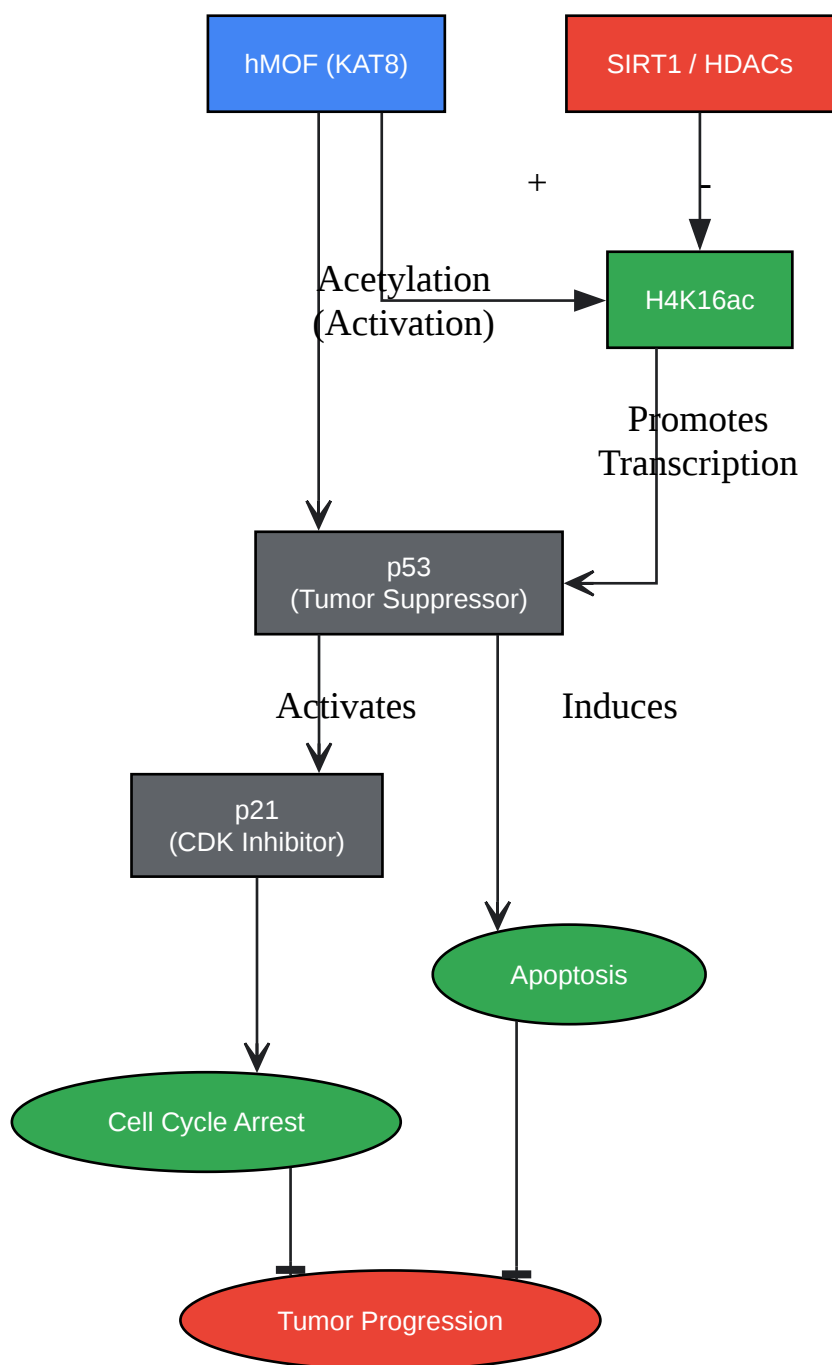 hMOF (KAT8)
SIRT1 / HDACs
+
-
Acetylation
(Activation)
H4K16ac
Promotes
Transcription
p53
(Tumor Suppressor)
Activates
Induces
p21
(CDK Inhibitor)
Apoptosis
Cell Cycle Arrest
Tumor Progression